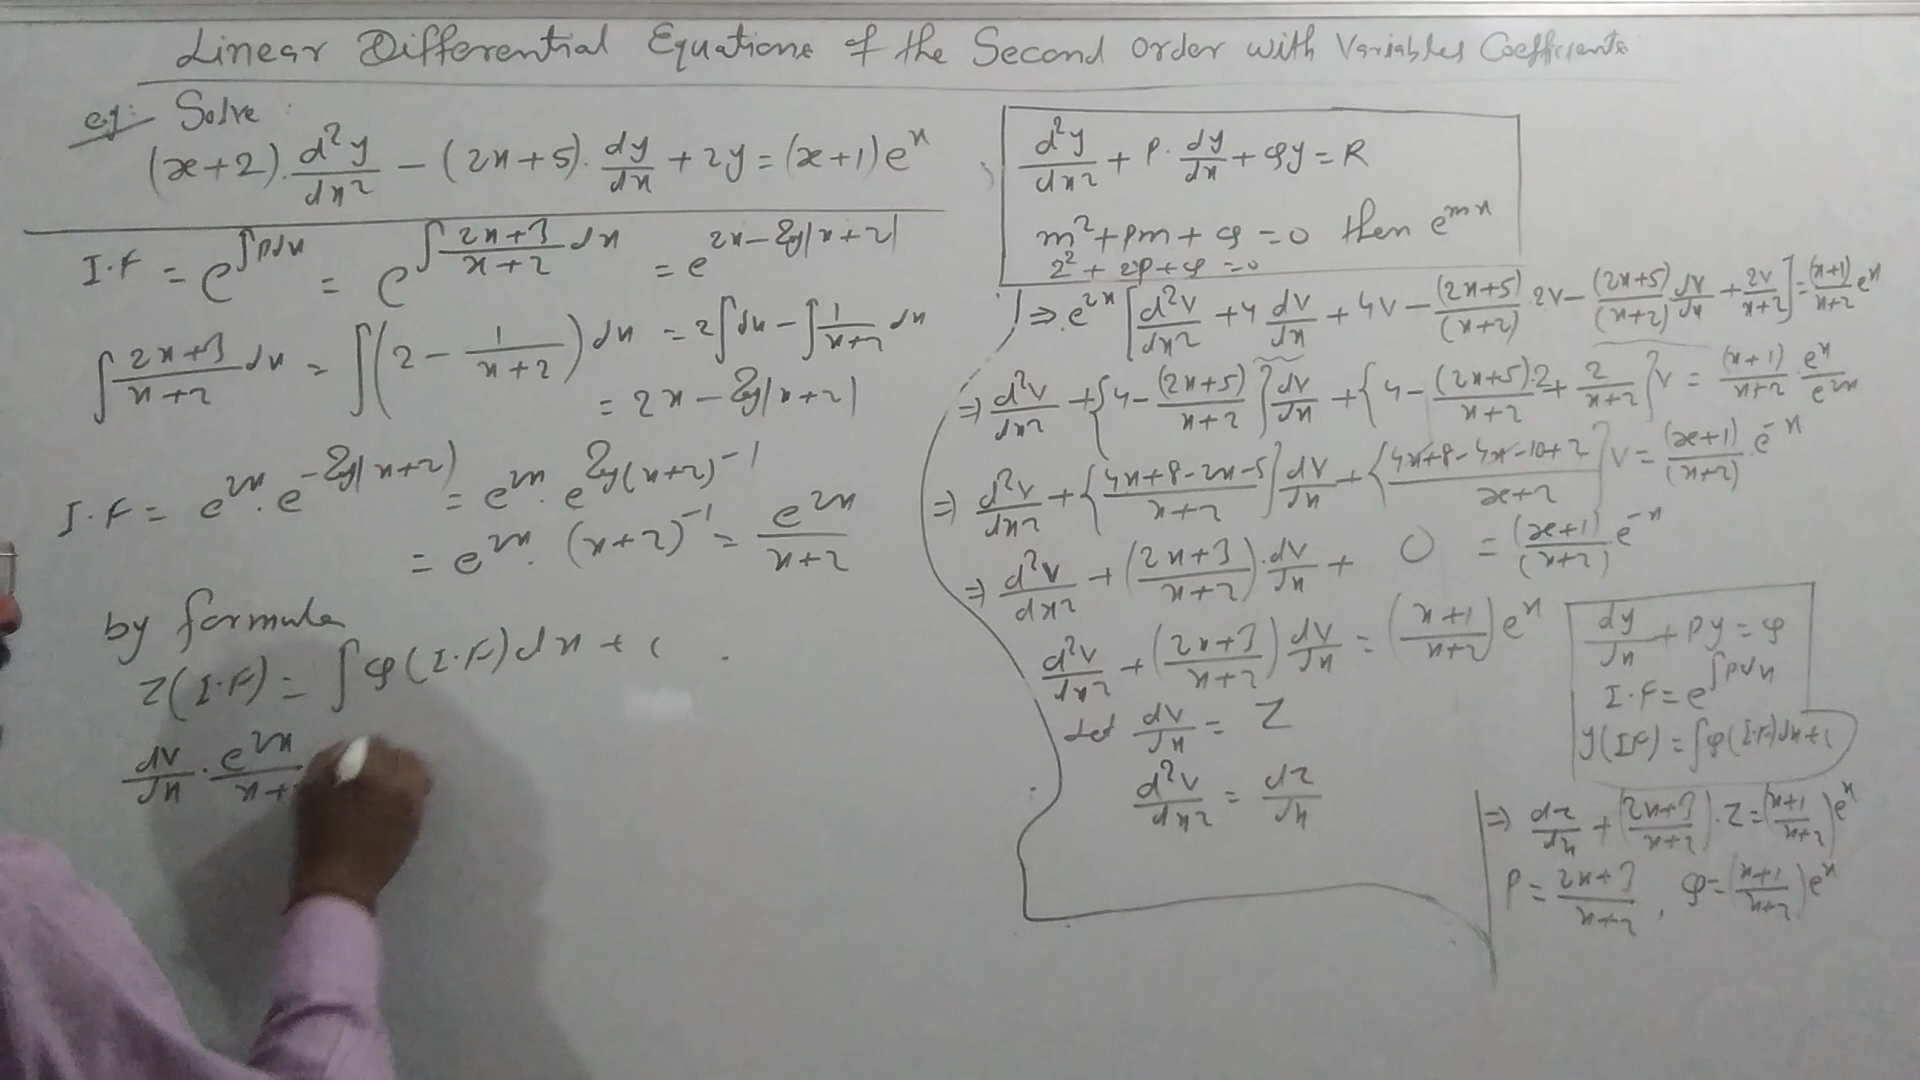 Linear Differential Equations of the Second Order with Variables Coefficients
eg:- Solve :
(x+2).d²y/dx² - (2x+5).dy/dx + 2y = (x+1)e^x
I.F = e^∫Pdx = e^∫(2x+3)/(x+2) dx = e^(2x-log|x+2|)
∫(2x+3)/(x+2) dx = ∫(2 - 1/(x+2)) dx = 2∫dx - ∫1/(x+2) dx
= 2x - log|x+2|
I.F = e^2x . e^-log(x+2) = e^2x . e^log(x+2)^-1
= e^2x . (x+2)^-1 = e^2x/(x+2)
by formula
Z(I.F) = ∫Q(I.F)dx + c
dv/dx . e^2x/x+
d²y/dx² + P.dy/dx + Qy = R
m² + Pm + Q = 0 then e^mx
2² + 2P + Q = 0
⇒ e^2x [d²v/dx² + 4 dv/dx + 4v - (2x+5)/(x+2) .2v - (2x+5)/(x+2) dv/dx + 2v/(x+2)] = (x+1)/(x+2) e^x
⇒ d²v/dx² + {4 - (2x+5)/(x+2)} dv/dx + {4 - (2x+5).2/(x+2) + 2/(x+2)}v = (x+1)/(x+2) . e^x/e^2x
⇒ d²v/dx² + {(4x+8-2x-5)/(x+2)} dv/dx + {(4x+8-4x-10+2)/(x+2)}v = (x+1)/(x+2) . e^-x
⇒ d²v/dx² + ((2x+3)/(x+2)).dv/dx + 0 = (x+1)/(x+2) e^-x
d²v/dx² + ((2x+3)/(x+2)) dv/dx = ((x+1)/(x+2)) e^x
Let dv/dx = Z
d²v/dx² = dz/dx
dy/dx + Py = Q
I.F = e^∫Pdx
y(IF) = ∫Q(I.F)dx + c
⇒ dz/dx + ((2x+3)/(x+2)).Z = ((x+1)/(x+2)) e^x
P = (2x+3)/(x+2), Q = ((x+1)/(x+2)) e^x